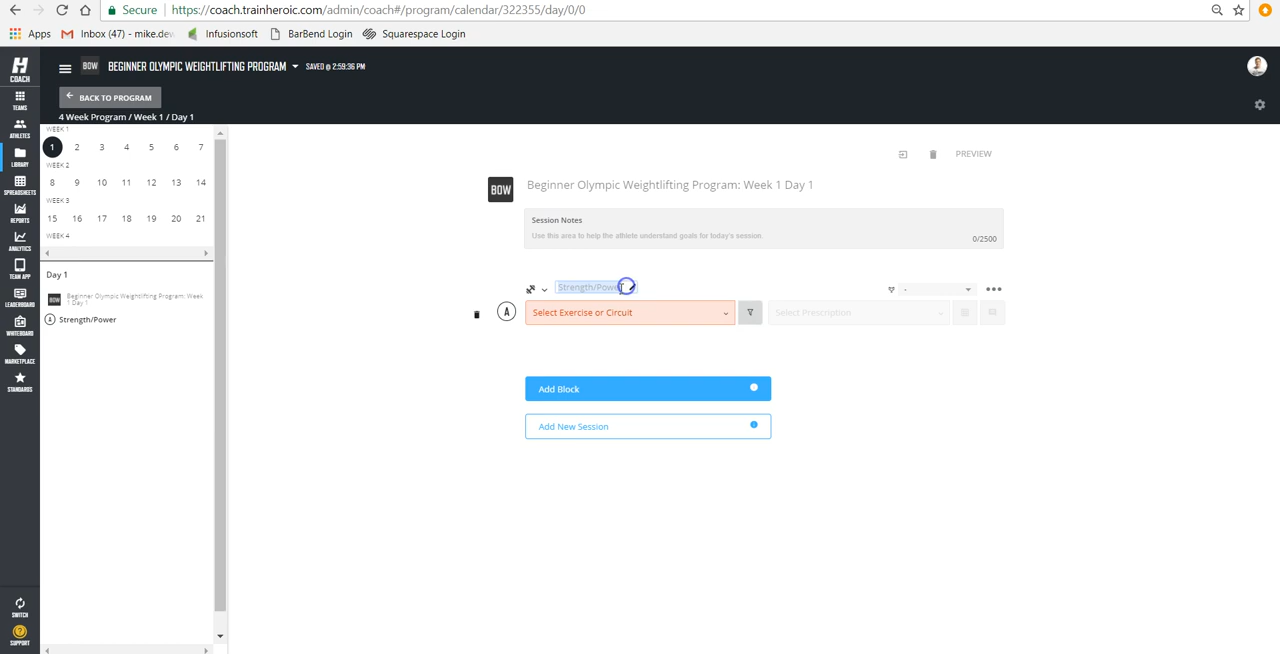 Secure https://coach.trainheroic.com/admin/coach#/program/calendar/322355/day/0/0
Apps Inbox (47) - mike.dew Infusionsoft BarBend Login Squarespace Login
H COACH
BOW BEGINNER OLYMPIC WEIGHTLIFTING PROGRAM SAVED @ 2:59:36 PM
BACK TO PROGRAM
4 Week Program / Week 1 / Day 1
TEAMS
ATHLETES
LIBRARY
SPREADSHEETS
REPORTS
ANALYTICS
TEAM APP
LEADERBOARD
WHITEBOARD
MARKETPLACE
STANDARDS
SWITCH
SUPPORT
WEEK 1
1 2 3 4 5 6 7
WEEK 2
8 9 10 11 12 13 14
WEEK 3
15 16 17 18 19 20 21
WEEK 4
Day 1
BOW Beginner Olympic Weightlifting Program: Week
1 Day 1
A Strength/Power
PREVIEW
BOW Beginner Olympic Weightlifting Program: Week 1 Day 1
Session Notes
Use this area to help the athlete understand goals for today's session.
0/2500
Strength/Power -
A Select Exercise or Circuit Select Prescription
Add Block
Add New Session